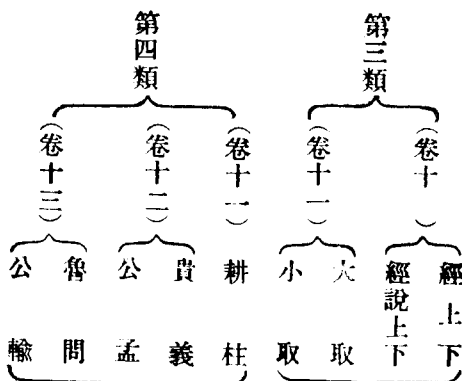 第三類
（卷十　）
經上下
經說上下
（卷十一）
大取
小取
第四類
（卷十一）
耕柱
（卷十二）
貴義
公孟
（卷十三）
魯問
公輸